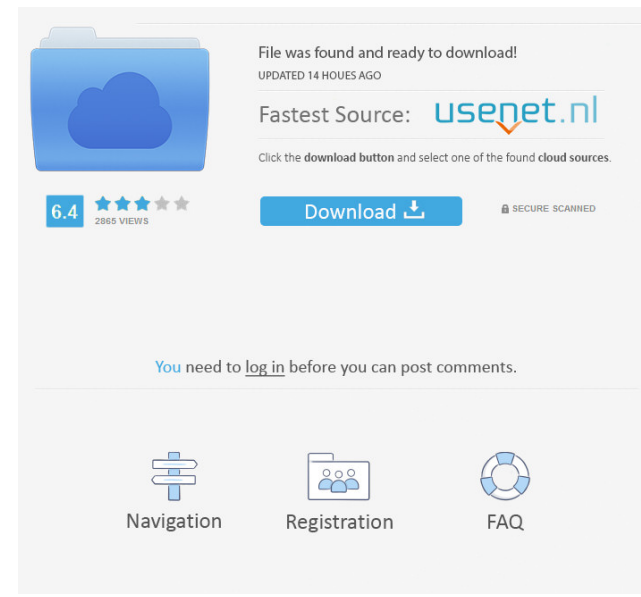 File was found and ready to download!
UPDATED 14 HOUES AGO
Fastest Source: usenet.nl
Click the download button and select one of the found cloud sources.
6.4
2865 VIEWS
Download
SECURE SCANNED
You need to log in before you can post comments.
Navigation
Registration
FAQ